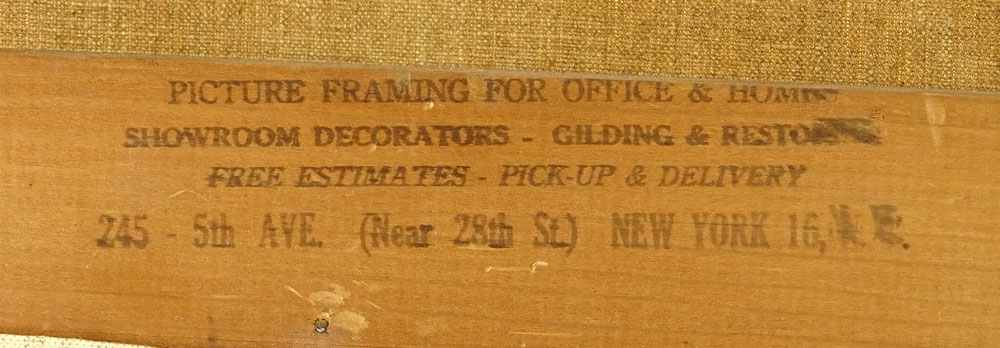 PICTURE FRAMING FOR OFFICE & HOME
SHOWROOM DECORATORS - GILDING &
FREE ESTIMATES - PICK-UP & DELIVERY
245 - 5th AVE. (Near 28th St.) NEW YORK 16,